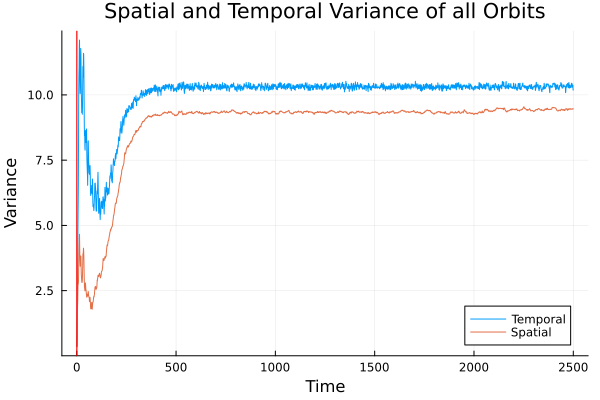 Spatial and Temporal Variance of all Orbits
Variance
10.0
7.5
5.0
2.5
Temporal
Spatial
0 500 1000 1500 2000 2500
Time